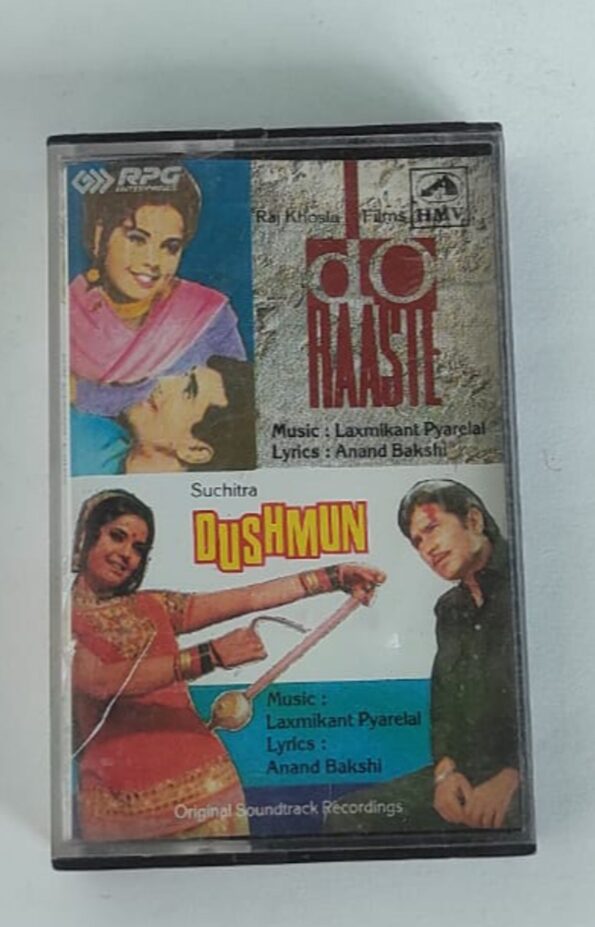 RPG
ENTERPRISES
Raj Khosla Films
HMV
do
RAASTE
Music : Laxmikant Pyarelal
Lyrics : Anand Bakshi
Suchitra
DUSHMUN
Music :
Laxmikant Pyarelal
Lyrics :
Anand Bakshi
Original Soundtrack Recordings